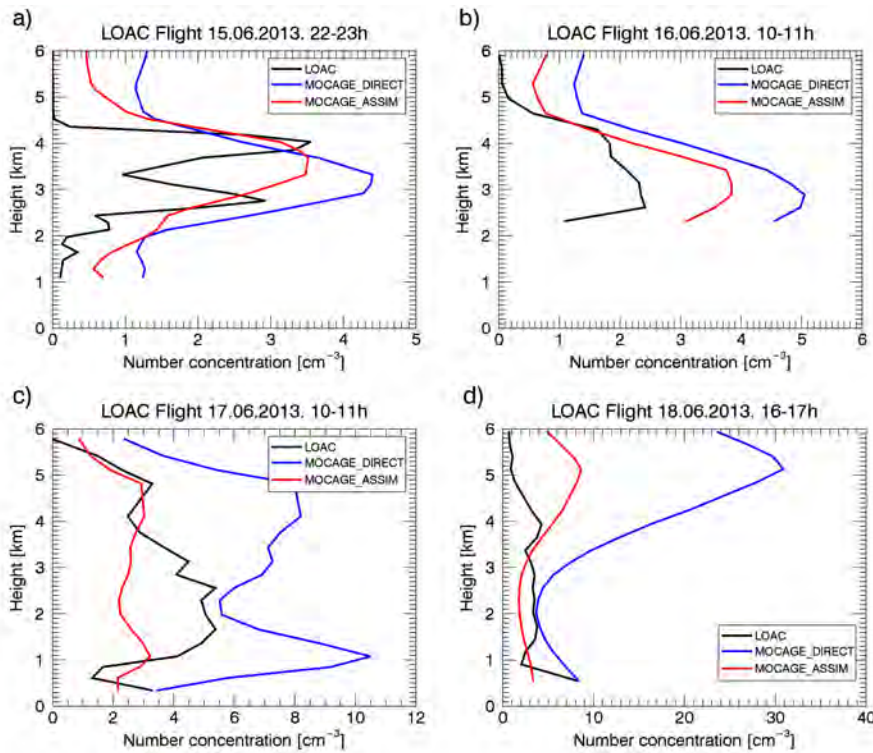 a)
LOAC Flight 15.06.2013. 22-23h
6
5
4
3
2
1
0
Height [km]
LOAC
MOCAGE_DIRECT
MOCAGE_ASSIM
0 1 2 3 4 5
Number concentration [cm⁻³]
b)
LOAC Flight 16.06.2013. 10-11h
6
5
4
3
2
1
0
Height [km]
LOAC
MOCAGE_DIRECT
MOCAGE_ASSIM
0 1 2 3 4 5 6
Number concentration [cm⁻³]
c)
LOAC Flight 17.06.2013. 10-11h
6
5
4
3
2
1
0
Height [km]
LOAC
MOCAGE_DIRECT
MOCAGE_ASSIM
0 2 4 6 8 10 12
Number concentration [cm⁻³]
d)
LOAC Flight 18.06.2013. 16-17h
6
5
4
3
2
1
0
Height [km]
LOAC
MOCAGE_DIRECT
MOCAGE_ASSIM
0 10 20 30 40
Number concentration [cm⁻³]